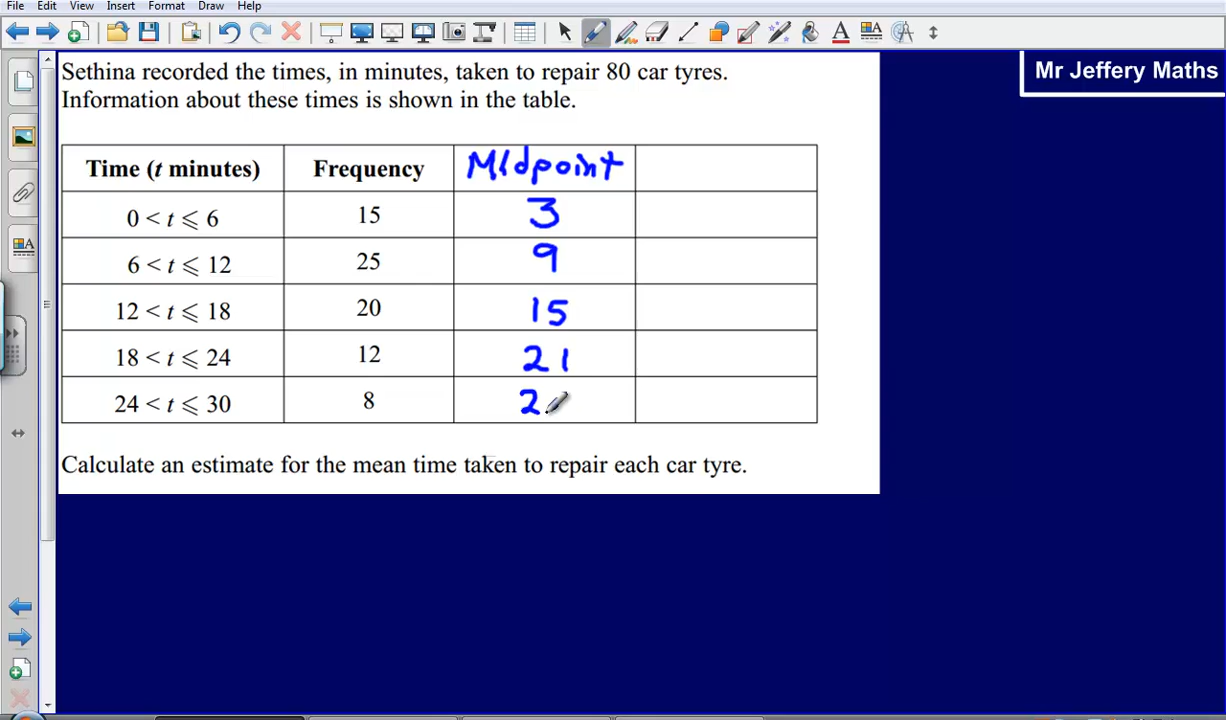 File Edit View Insert Format Draw Help
Mr Jeffery Maths
Sethina recorded the times, in minutes, taken to repair 80 car tyres.
Information about these times is shown in the table.
Time (t minutes) Frequency Midpoint
0 < t ⩽ 6 15 3
6 < t ⩽ 12 25 9
12 < t ⩽ 18 20 15
18 < t ⩽ 24 12 21
24 < t ⩽ 30 8 2
Calculate an estimate for the mean time taken to repair each car tyre.